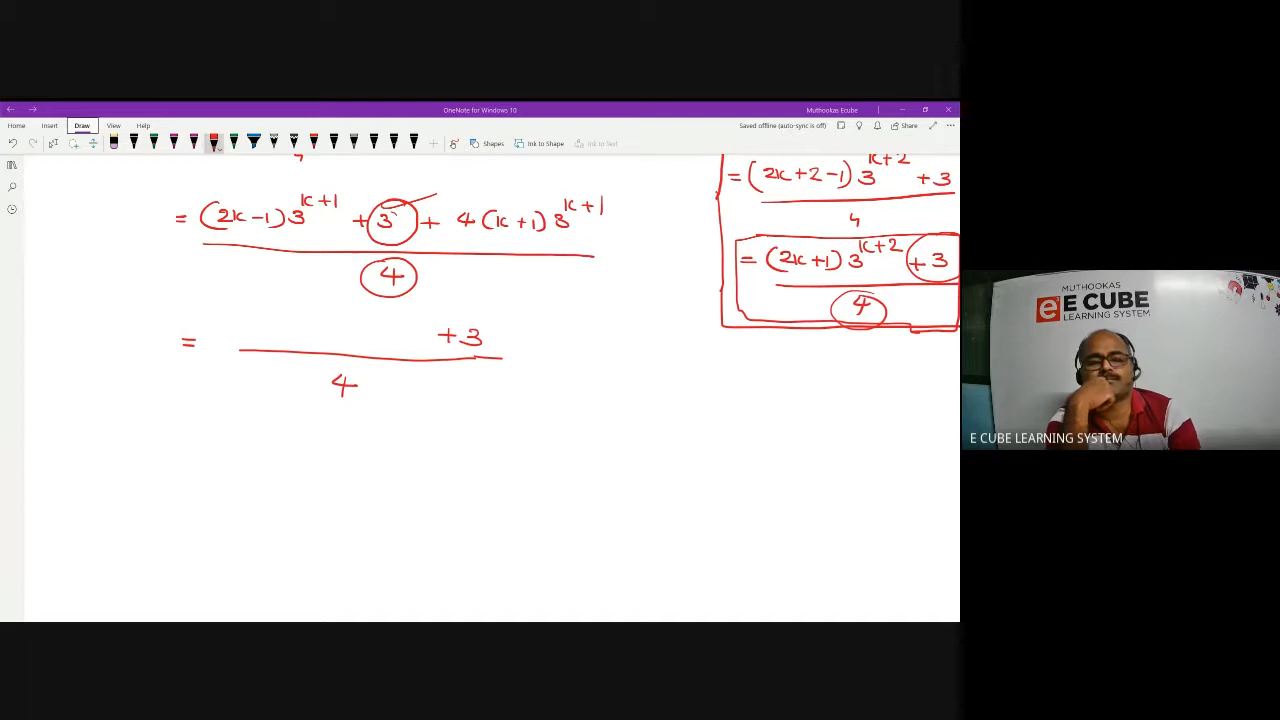 OneNote for Windows 10
Muthookas Ecube
Home Insert Draw View Help
Saved offline (auto-sync is off) Share
Shapes Ink to Shape Ink to Text
4
= (2k-1)3^{k+1} + 3 + 4(k+1)3^{k+1}
4
= +3
4
= (2k+2-1)3^{k+2} +3
4
= (2k+1)3^{k+2} +3
4
MUTHOOKAS
e E CUBE
LEARNING SYSTEM
E CUBE LEARNING SYSTEM